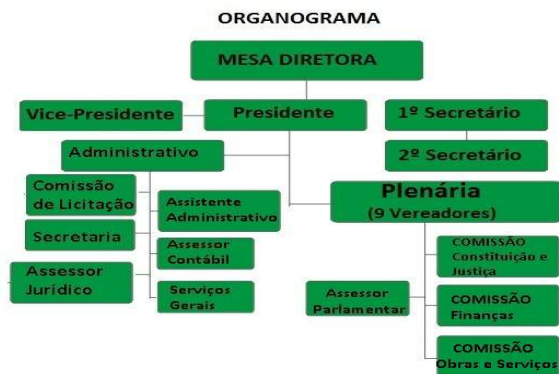 ORGANOGRAMA
MESA DIRETORA
Vice-Presidente
Presidente
1º Secretário
2º Secretário
Administrativo
Comissão
de Licitação
Assistente
Administrativo
Secretaria
Assessor
Contábil
Assessor
Jurídico
Serviços
Gerais
Plenária
(9 Vereadores)
COMISSÃO
Constituição e
Justiça
Assessor
Parlamentar
COMISSÃO
Finanças
COMISSÃO
Obras e Serviços